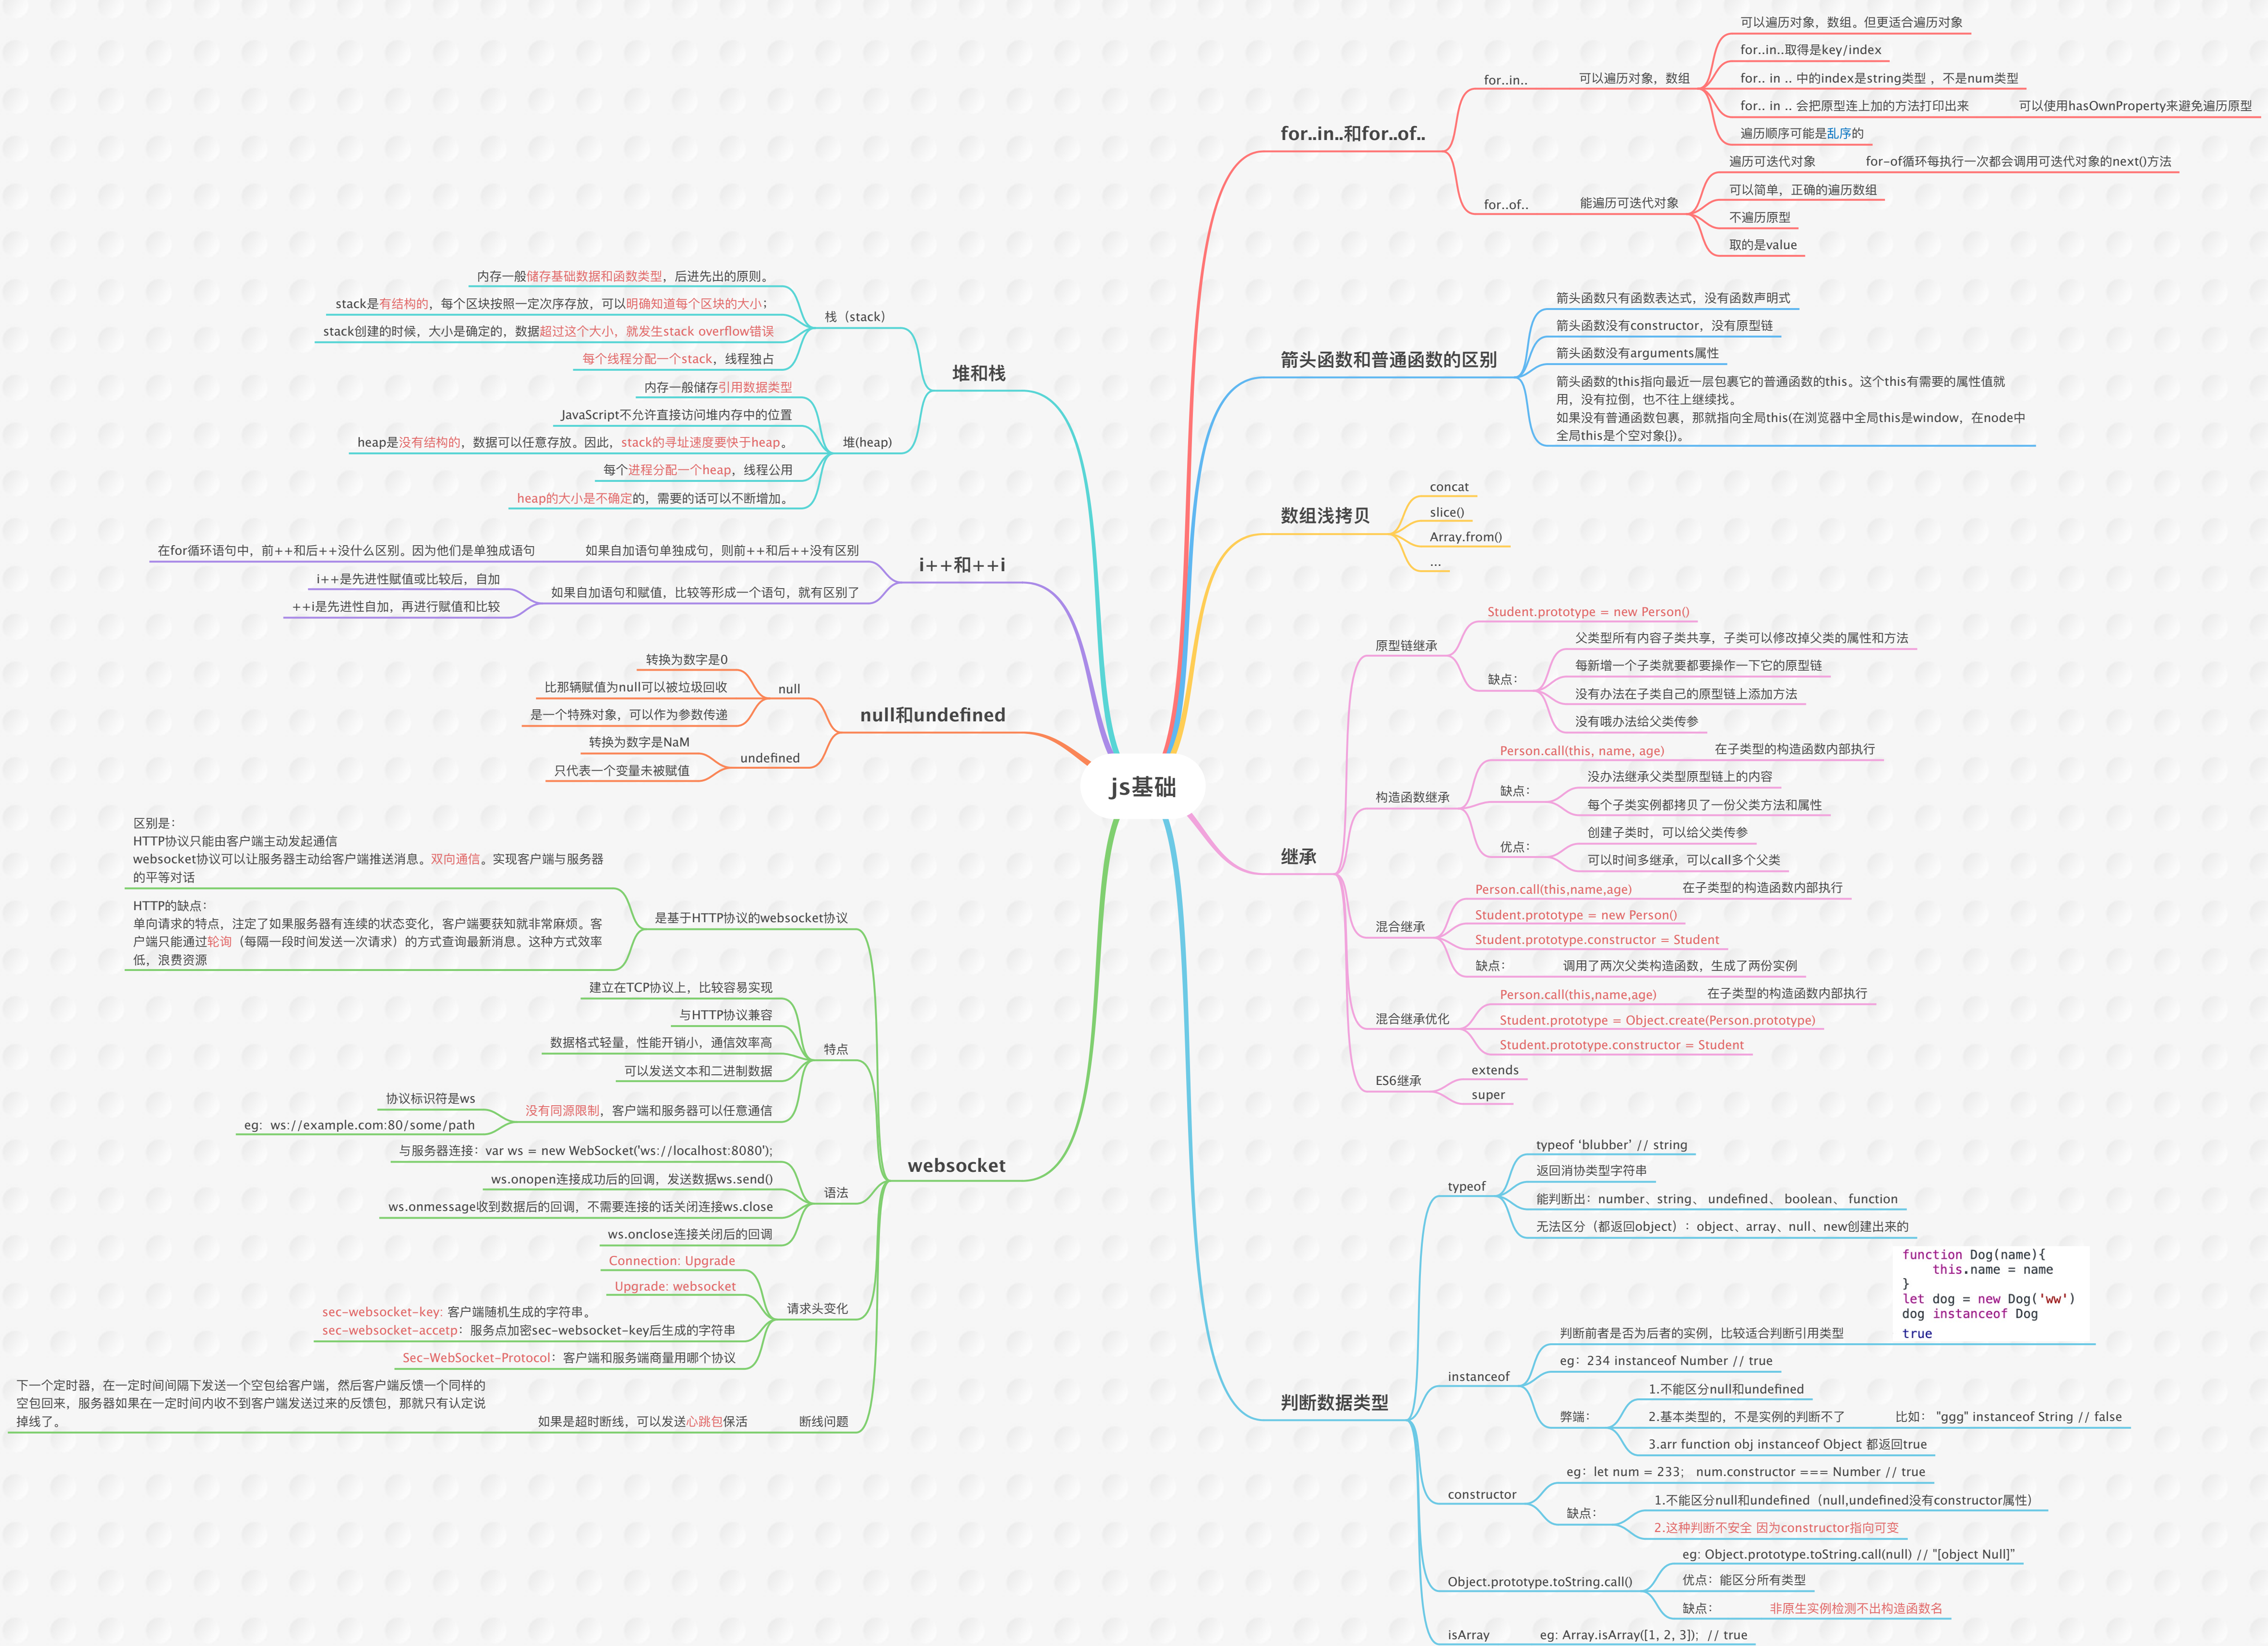 js基础
for..in..和for..of..
for..in..
可以遍历对象，数组
可以遍历对象，数组。但更适合遍历对象
for..in..取得是key/index
for.. in .. 中的index是string类型 ，不是num类型
for.. in .. 会把原型连上加的方法打印出来
可以使用hasOwnProperty来避免遍历原型
遍历顺序可能是乱序的
for..of..
能遍历可迭代对象
遍历可迭代对象
for-of循环每执行一次都会调用可迭代对象的next()方法
可以简单，正确的遍历数组
不遍历原型
取的是value
箭头函数和普通函数的区别
箭头函数只有函数表达式，没有函数声明式
箭头函数没有constructor，没有原型链
箭头函数没有arguments属性
箭头函数的this指向最近一层包裹它的普通函数的this。这个this有需要的属性值就
用，没有拉倒，也不往上继续找。
如果没有普通函数包裹，那就指向全局this(在浏览器中全局this是window，在node中
全局this是个空对象{})。
数组浅拷贝
concat
slice()
Array.from()
...
继承
原型链继承
Student.prototype = new Person()
缺点：
父类型所有内容子类共享，子类可以修改掉父类的属性和方法
每新增一个子类就要都要操作一下它的原型链
没有办法在子类自己的原型链上添加方法
没有哦办法给父类传参
构造函数继承
Person.call(this, name, age)
在子类型的构造函数内部执行
缺点：
没办法继承父类型原型链上的内容
每个子类实例都拷贝了一份父类方法和属性
优点：
创建子类时，可以给父类传参
可以时间多继承，可以call多个父类
混合继承
Person.call(this,name,age)
在子类型的构造函数内部执行
Student.prototype = new Person()
Student.prototype.constructor = Student
缺点：
调用了两次父类构造函数，生成了两份实例
混合继承优化
Person.call(this,name,age)
在子类型的构造函数内部执行
Student.prototype = Object.create(Person.prototype)
Student.prototype.constructor = Student
ES6继承
extends
super
判断数据类型
typeof
typeof ‘blubber’ // string
返回消协类型字符串
能判断出：number、string、 undefined、 boolean、 function
无法区分（都返回object）：object、array、null、new创建出来的
instanceof
判断前者是否为后者的实例，比较适合判断引用类型
function Dog(name){
this.name = name
}
let dog = new Dog('ww')
dog instanceof Dog
true
eg：234 instanceof Number // true
弊端：
1.不能区分null和undefined
2.基本类型的，不是实例的判断不了
比如： "ggg" instanceof String // false
3.arr function obj instanceof Object 都返回true
constructor
eg：let num = 233； num.constructor === Number // true
缺点：
1.不能区分null和undefined（null,undefined没有constructor属性）
2.这种判断不安全 因为constructor指向可变
Object.prototype.toString.call()
eg: Object.prototype.toString.call(null) // "[object Null]"
优点：能区分所有类型
缺点：
非原生实例检测不出构造函数名
isArray
eg: Array.isArray([1, 2, 3]); // true
堆和栈
栈（stack）
内存一般储存基础数据和函数类型，后进先出的原则。
stack是有结构的，每个区块按照一定次序存放，可以明确知道每个区块的大小；
stack创建的时候，大小是确定的，数据超过这个大小，就发生stack overflow错误
每个线程分配一个stack，线程独占
堆(heap)
内存一般储存引用数据类型
JavaScript不允许直接访问堆内存中的位置
heap是没有结构的，数据可以任意存放。因此，stack的寻址速度要快于heap。
每个进程分配一个heap，线程公用
heap的大小是不确定的，需要的话可以不断增加。
i++和++i
如果自加语句单独成句，则前++和后++没有区别
在for循环语句中，前++和后++没什么区别。因为他们是单独成语句
如果自加语句和赋值，比较等形成一个语句，就有区别了
i++是先进性赋值或比较后，自加
++i是先进性自加，再进行赋值和比较
null和undefined
null
转换为数字是0
比那辆赋值为null可以被垃圾回收
是一个特殊对象，可以作为参数传递
undefined
转换为数字是NaM
只代表一个变量未被赋值
websocket
是基于HTTP协议的websocket协议
区别是：
HTTP协议只能由客户端主动发起通信
websocket协议可以让服务器主动给客户端推送消息。双向通信。实现客户端与服务器
的平等对话
HTTP的缺点：
单向请求的特点，注定了如果服务器有连续的状态变化，客户端要获知就非常麻烦。客
户端只能通过轮询（每隔一段时间发送一次请求）的方式查询最新消息。这种方式效率
低，浪费资源
特点
建立在TCP协议上，比较容易实现
与HTTP协议兼容
数据格式轻量，性能开销小，通信效率高
可以发送文本和二进制数据
没有同源限制，客户端和服务器可以任意通信
协议标识符是ws
eg：ws://example.com:80/some/path
语法
与服务器连接：var ws = new WebSocket('ws://localhost:8080');
ws.onopen连接成功后的回调，发送数据ws.send()
ws.onmessage收到数据后的回调，不需要连接的话关闭连接ws.close
ws.onclose连接关闭后的回调
请求头变化
Connection: Upgrade
Upgrade: websocket
sec-websocket-key: 客户端随机生成的字符串。
sec-websocket-accetp：服务点加密sec-websocket-key后生成的字符串
Sec-WebSocket-Protocol：客户端和服务端商量用哪个协议
断线问题
如果是超时断线，可以发送心跳包保活
下一个定时器，在一定时间间隔下发送一个空包给客户端，然后客户端反馈一个同样的
空包回来，服务器如果在一定时间内收不到客户端发送过来的反馈包，那就只有认定说
掉线了。